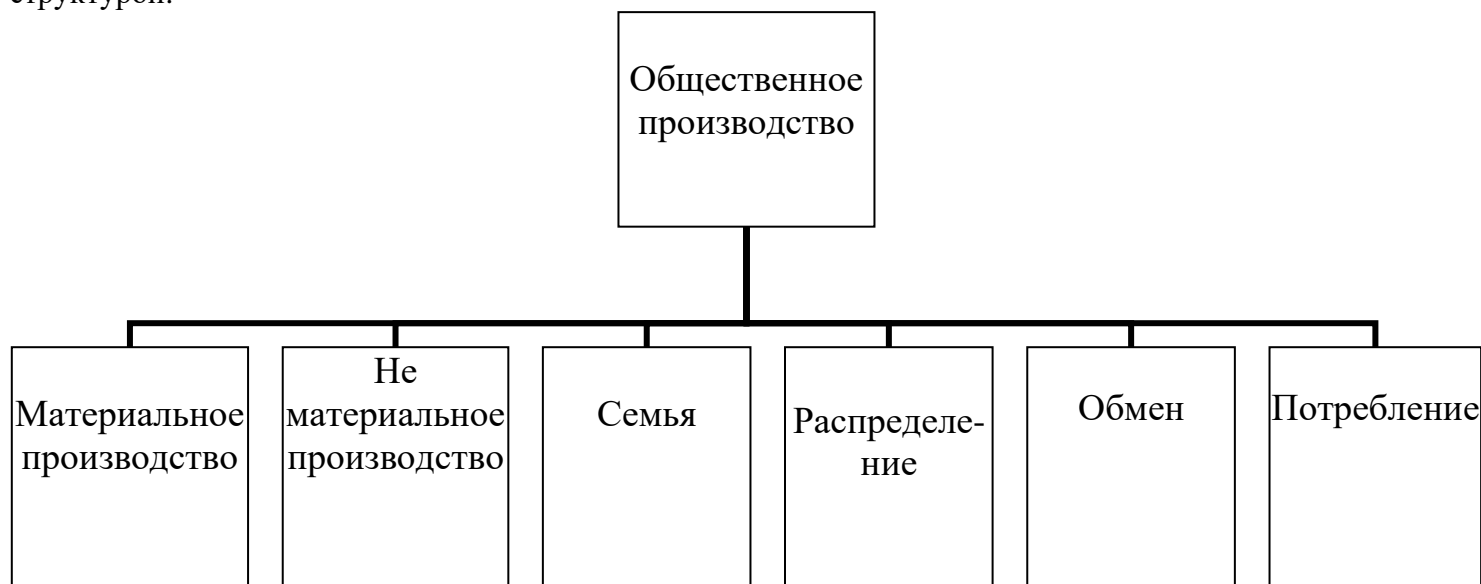 структурой.
Общественное
производство
Материальное
производство
Не
материальное
производство
Семья
Распределе-
ние
Обмен
Потребление